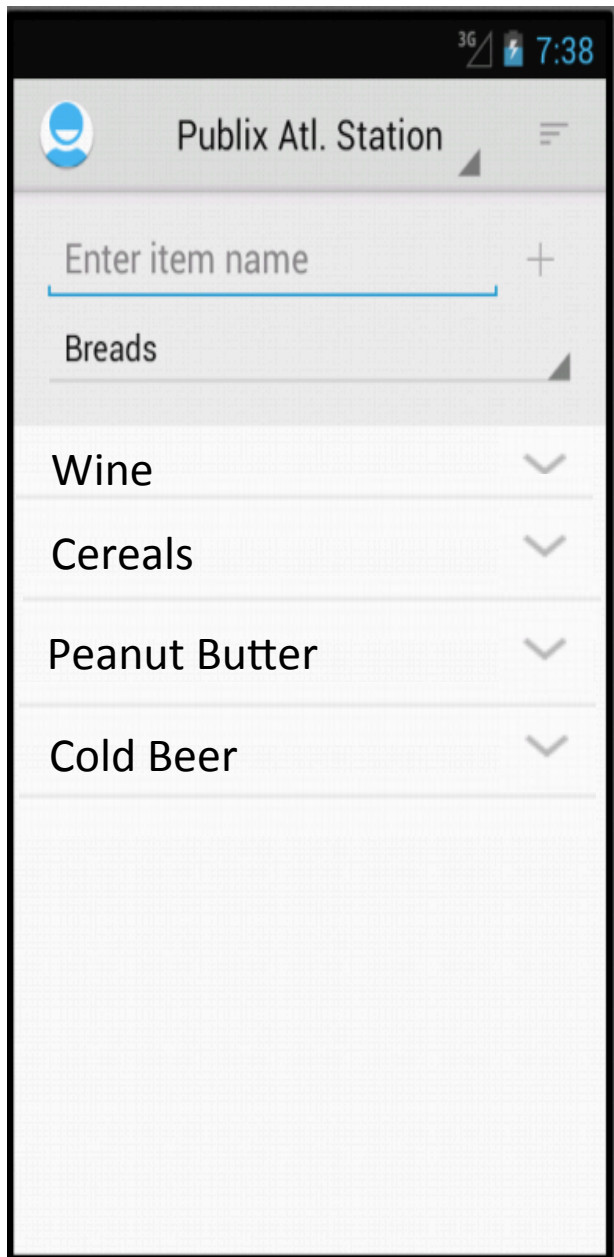 3G 7:38
Publix Atl. Station
Enter item name
+
Breads
Wine
Cereals
Peanut Butter
Cold Beer